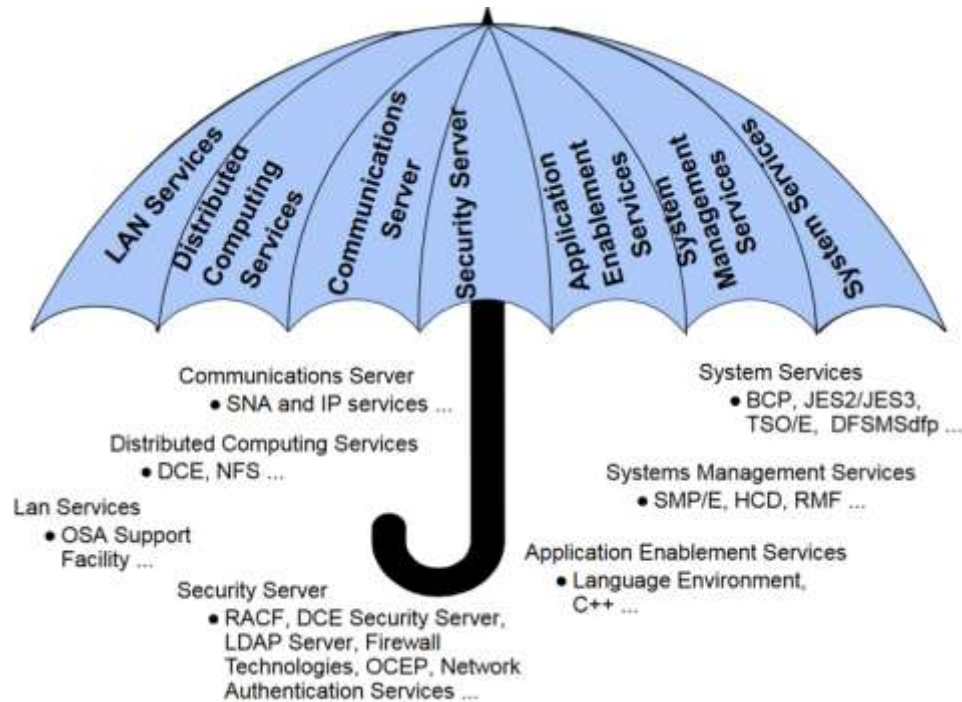 LAN Services
Distributed
Computing
Services
Communications
Server
Security Server
Application
Enablement
Services
System
Management
Services
System Services
Communications Server
● SNA and IP services ...
Distributed Computing Services
● DCE, NFS ...
Lan Services
● OSA Support
Facility ...
Security Server
● RACF, DCE Security Server,
LDAP Server, Firewall
Technologies, OCEP, Network
Authentication Services ...
System Services
● BCP, JES2/JES3,
TSO/E, DFSMSdfp ...
Systems Management Services
● SMP/E, HCD, RMF ...
Application Enablement Services
● Language Environment,
C++ ...